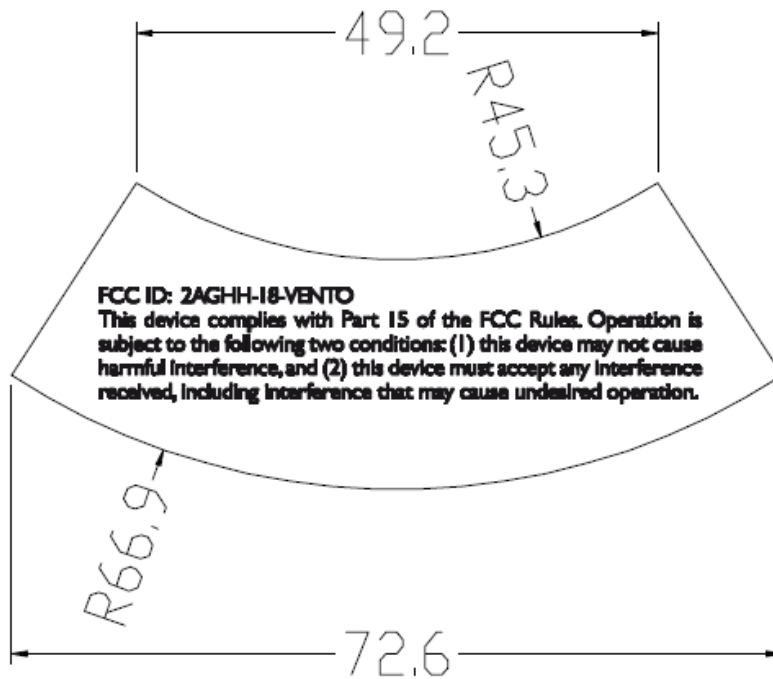 49.2
R45.3
FCC ID: 2AGHH-18-VENTO
This device complies with Part 15 of the FCC Rules. Operation is
subject to the following two conditions: (1) this device may not cause
harmful interference, and (2) this device must accept any interference
received, including interference that may cause undesired operation.
R66.9
72.6